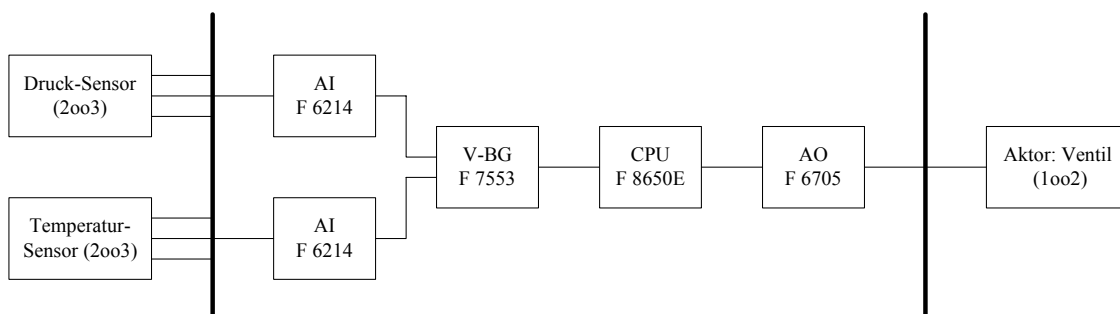 Druck-Sensor
(2oo3)
AI
F 6214
V-BG
F 7553
CPU
F 8650E
AO
F 6705
Aktor: Ventil
(1oo2)
Temperatur-
Sensor (2oo3)
AI
F 6214